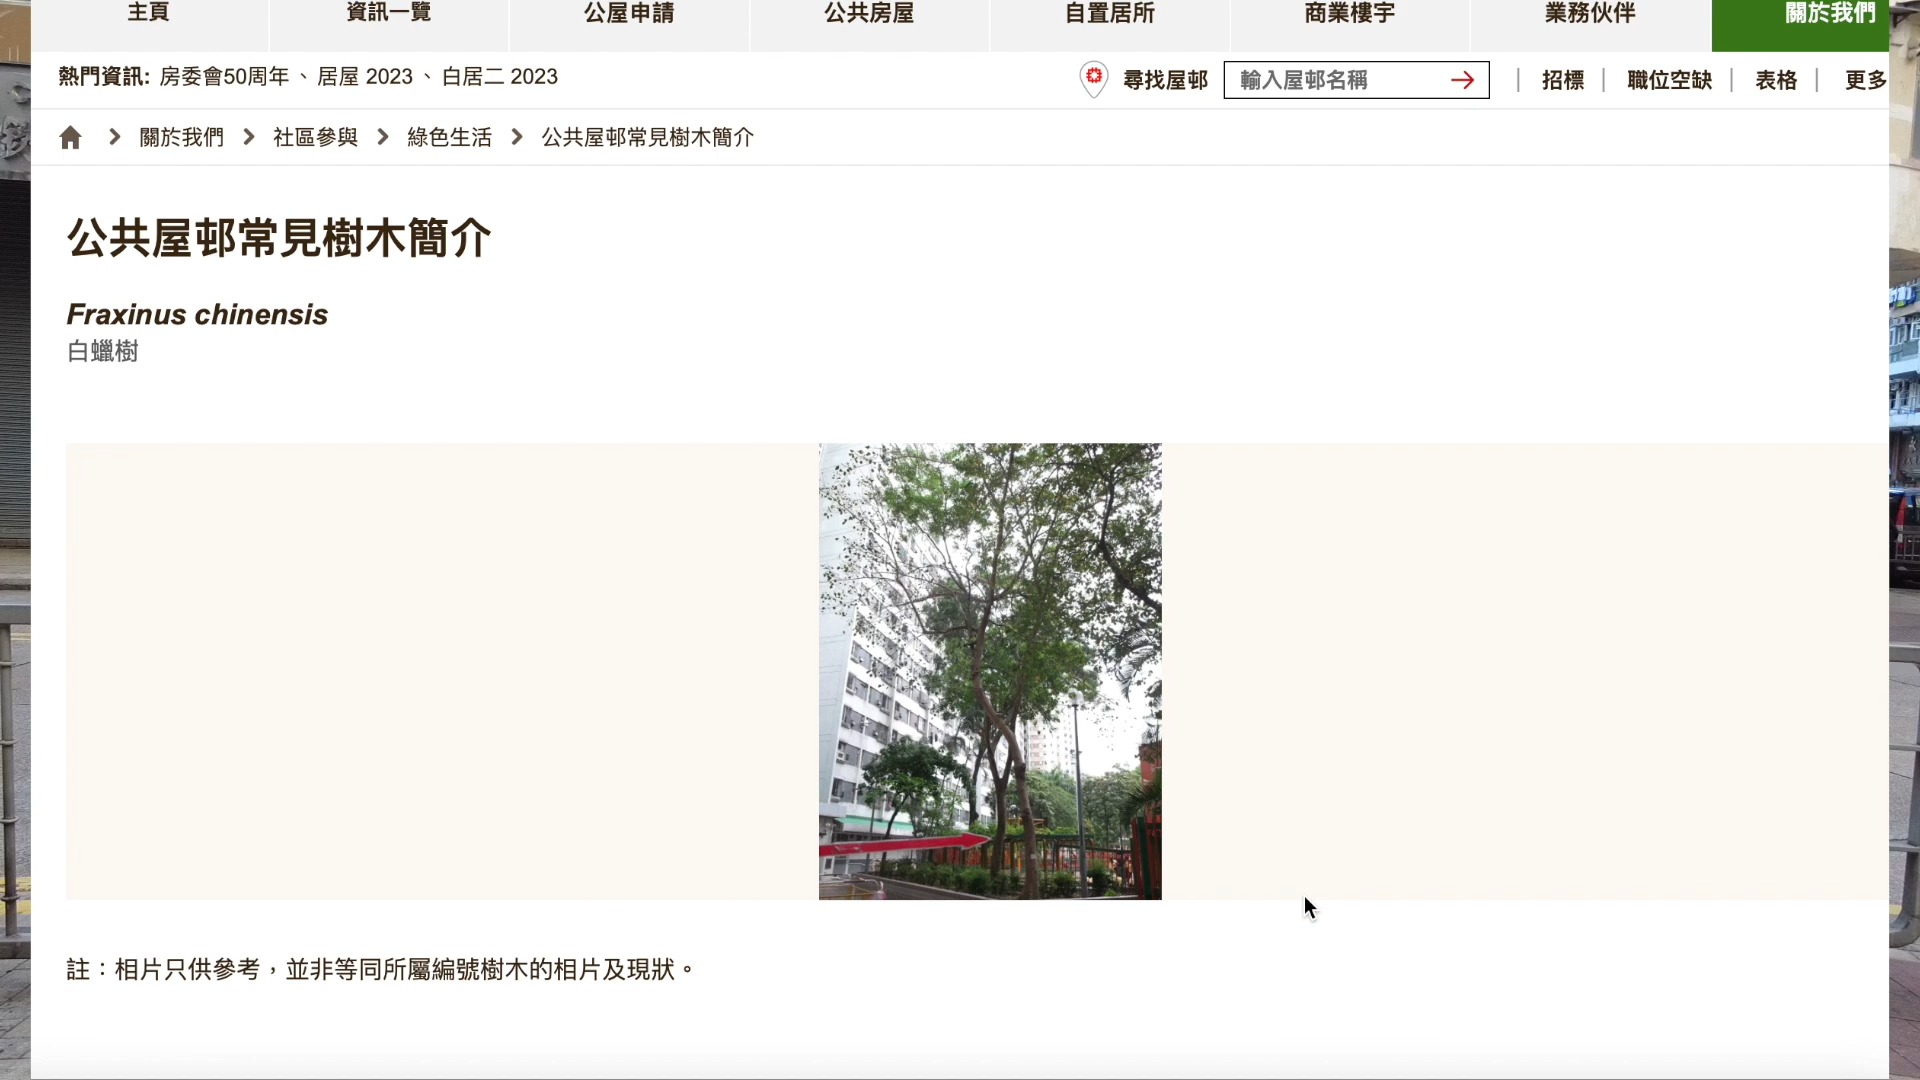 主頁 資訊一覽 公屋申請 公共房屋 自置居所 商業樓宇 業務伙伴 關於我們
熱門資訊: 房委會50周年、居屋 2023、白居二 2023 尋找屋邨 輸入屋邨名稱 | 招標 | 職位空缺 | 表格 | 更多
關於我們 社區參與 綠色生活 公共屋邨常見樹木簡介
公共屋邨常見樹木簡介
Fraxinus chinensis
白蠟樹
註：相片只供參考，並非等同所屬編號樹木的相片及現狀。